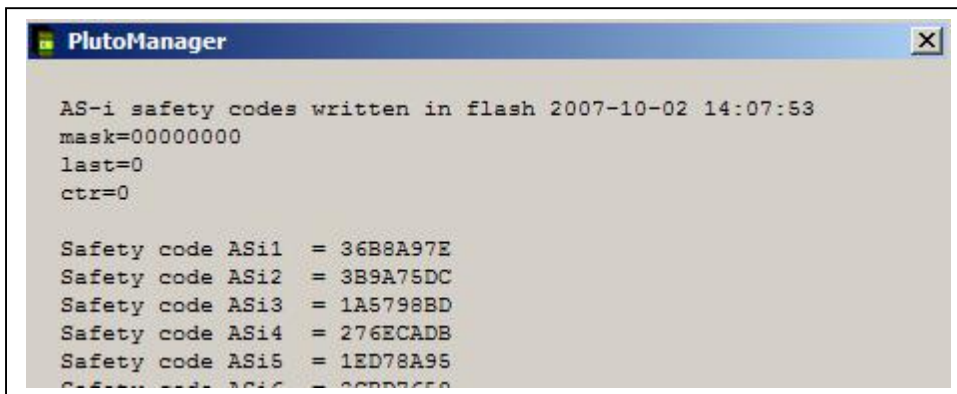 PlutoManager
AS-i safety codes written in flash 2007-10-02 14:07:53
mask=00000000
last=0
ctr=0
Safety code ASi1 = 36B8A97E
Safety code ASi2 = 3B9A75DC
Safety code ASi3 = 1A5798BD
Safety code ASi4 = 276ECADB
Safety code ASi5 = 1ED78A95